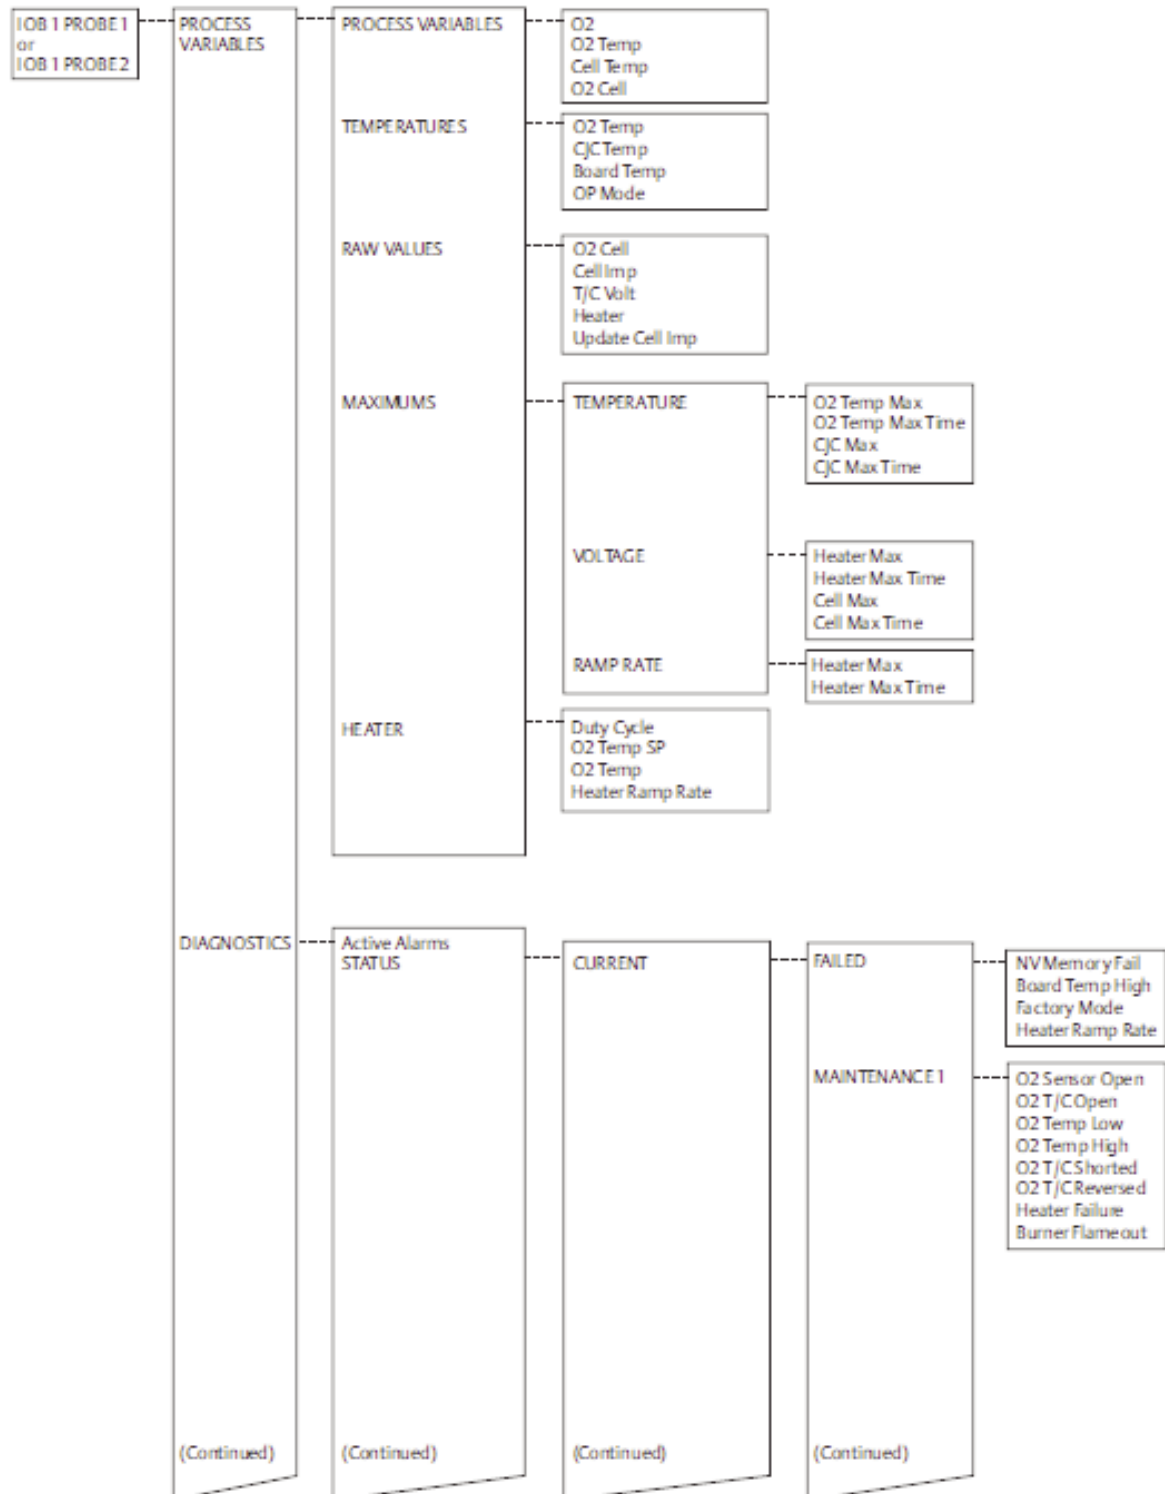 IOB 1 PROBE 1
or
IOB 1 PROBE 2
PROCESS
VARIABLES
PROCESS VARIABLES
O2
O2 Temp
Cell Temp
O2 Cell
TEMPERATURES
O2 Temp
CJC Temp
Board Temp
OP Mode
RAW VALUES
O2 Cell
Cell Imp
T/C Volt
Heater
Update Cell Imp
MAXIMUMS
TEMPERATURE
O2 Temp Max
O2 Temp Max Time
CJC Max
CJC Max Time
VOLTAGE
Heater Max
Heater Max Time
Cell Max
Cell Max Time
RAMP RATE
Heater Max
Heater Max Time
HEATER
Duty Cycle
O2 Temp SP
O2 Temp
Heater Ramp Rate
DIAGNOSTICS
Active Alarms
STATUS
CURRENT
FAILED
NV Memory Fail
Board Temp High
Factory Mode
Heater Ramp Rate
MAINTENANCE 1
O2 Sensor Open
O2 T/C Open
O2 Temp Low
O2 Temp High
O2 T/C Shorted
O2 T/C Reversed
Heater Failure
Burner Flameout
(Continued)
(Continued)
(Continued)
(Continued)